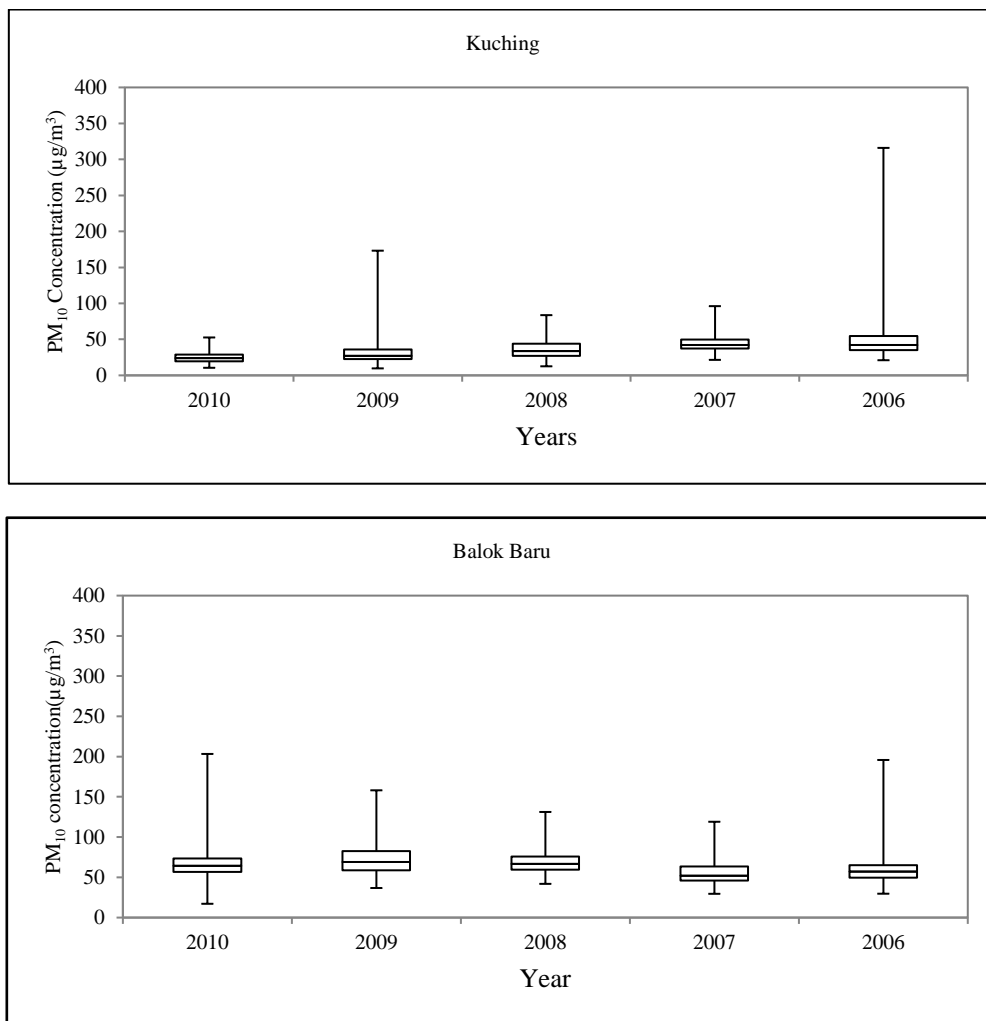 Kuching
400
350
300
250
200
150
100
50
0
PM₁₀ Concentration (µg/m³)
2010 2009 2008 2007 2006
Years
Balok Baru
400
350
300
250
200
150
100
50
0
PM₁₀ concentration(µg/m³)
2010 2009 2008 2007 2006
Year